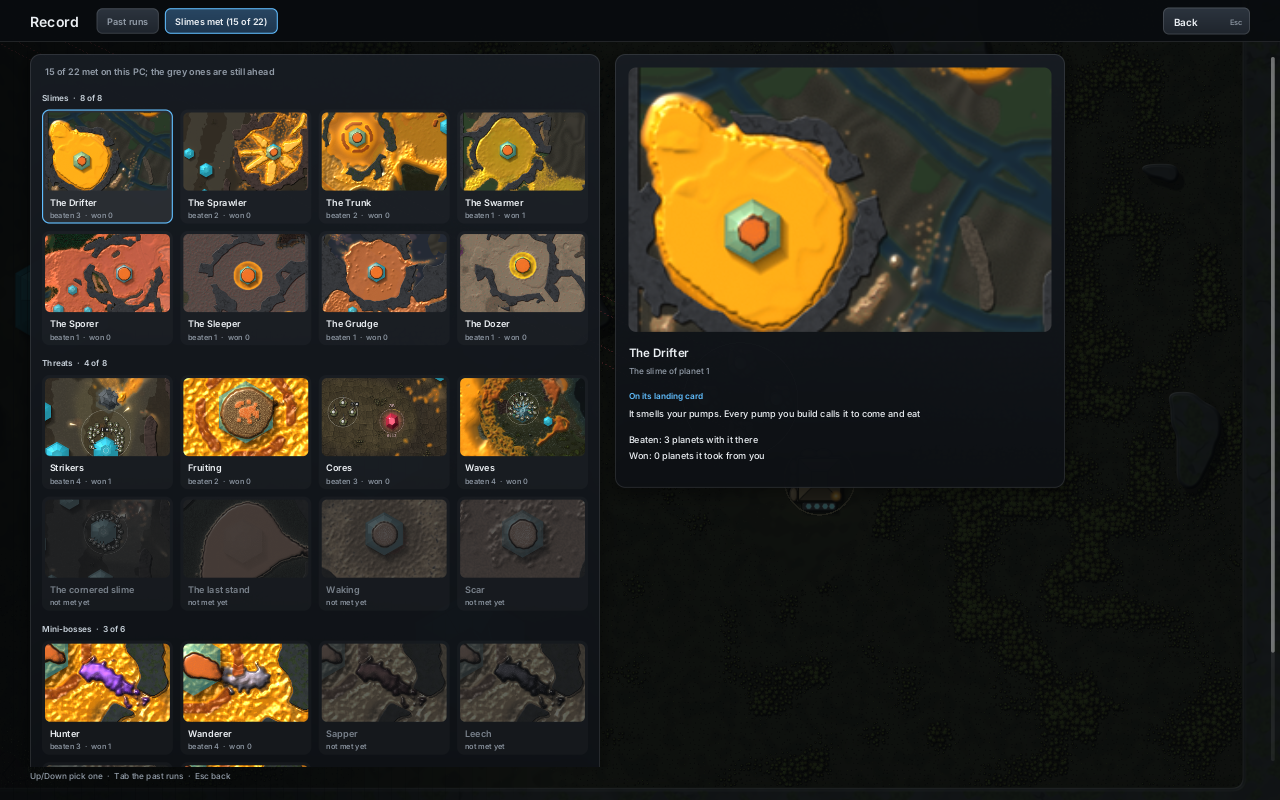 Record
Past runs
Slimes met (15 of 22)
Back
Esc
15 of 22 met on this PC; the grey ones are still ahead
Slimes · 8 of 8
The Drifter
beaten 3 · won 0
The Sprawler
beaten 2 · won 0
The Trunk
beaten 2 · won 0
The Swarmer
beaten 1 · won 1
The Sporer
beaten 1 · won 0
The Sleeper
beaten 1 · won 0
The Grudge
beaten 1 · won 0
The Dozer
beaten 1 · won 0
Threats · 4 of 8
Strikers
beaten 4 · won 1
Fruiting
beaten 2 · won 0
Cores
beaten 3 · won 0
Waves
beaten 4 · won 0
The cornered slime
not met yet
The last stand
not met yet
Waking
not met yet
Scar
not met yet
Mini-bosses · 3 of 6
Hunter
beaten 3 · won 1
Wanderer
beaten 4 · won 0
Sapper
not met yet
Leech
not met yet
The Drifter
The slime of planet 1
On its landing card
It smells your pumps. Every pump you build calls it to come and eat
Beaten: 3 planets with it there
Won: 0 planets it took from you
Up/Down pick one · Tab the past runs · Esc back